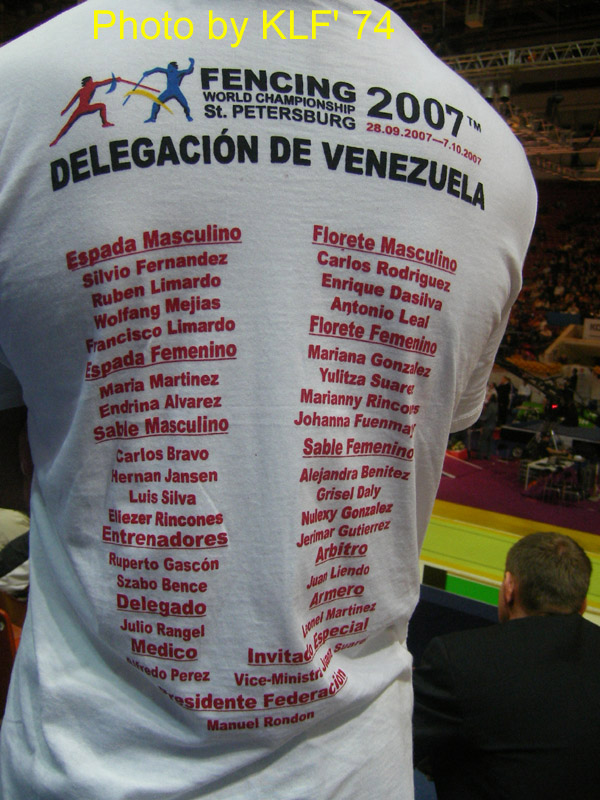 Photo by KLF' 74
FENCING
WORLD CHAMPIONSHIP
St. PETERSBURG
2007™
28.09.2007—7.10.2007
DELEGACIÓN DE VENEZUELA
Espada Masculino
Silvio Fernandez
Ruben Limardo
Wolfang Mejias
Francisco Limardo
Espada Femenino
Maria Martinez
Endrina Alvarez
Sable Masculino
Carlos Bravo
Hernan Jansen
Luis Silva
Eliezer Rincones
Entrenadores
Ruperto Gascón
Szabo Bence
Delegado
Julio Rangel
Medico
Alfredo Perez
Florete Masculino
Carlos Rodriguez
Enrique Dasilva
Antonio Leal
Florete Femenino
Mariana Gonzalez
Yulitza Suarez
Marianny Rincones
Johanna Fuenmay
Sable Femenino
Alejandra Benitez
Grisel Daly
Nulexy Gonzalez
Jerimar Gutierrez
Arbitro
Juan Liendo
Armero
Leonel Martinez
Invitado Especial
Vice-Ministro
Presidente Federación
Manuel Rondon